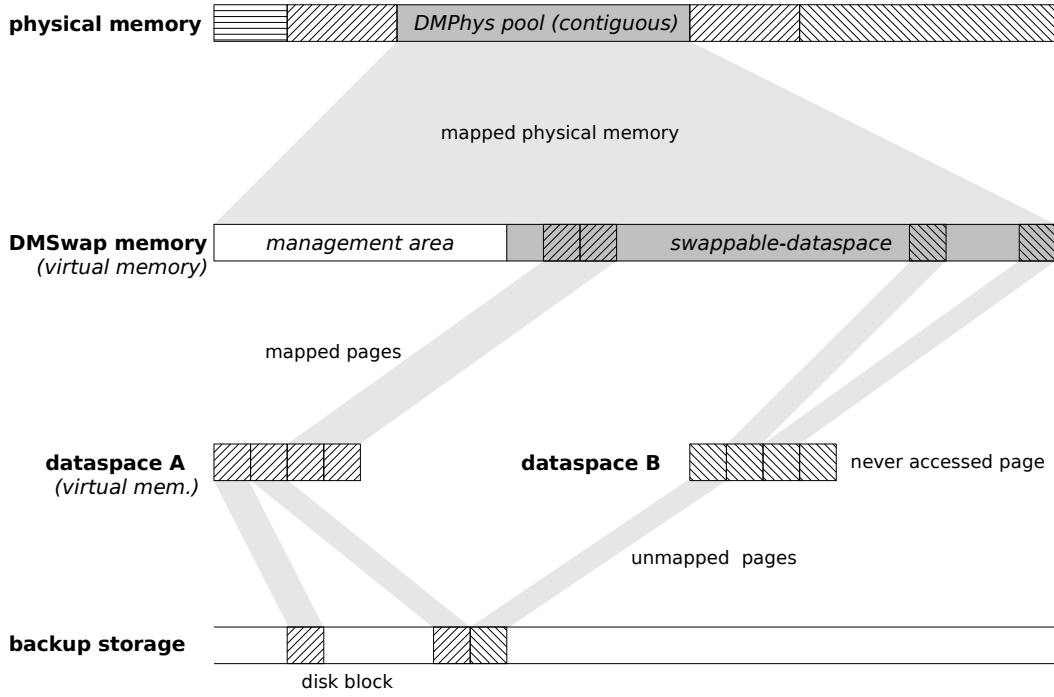 physical memory
DMPhys pool (contiguous)
mapped physical memory
DMSwap memory
(virtual memory)
management area
swappable-dataspace
mapped pages
dataspace A
(virtual mem.)
dataspace B
never accessed page
unmapped pages
backup storage
disk block